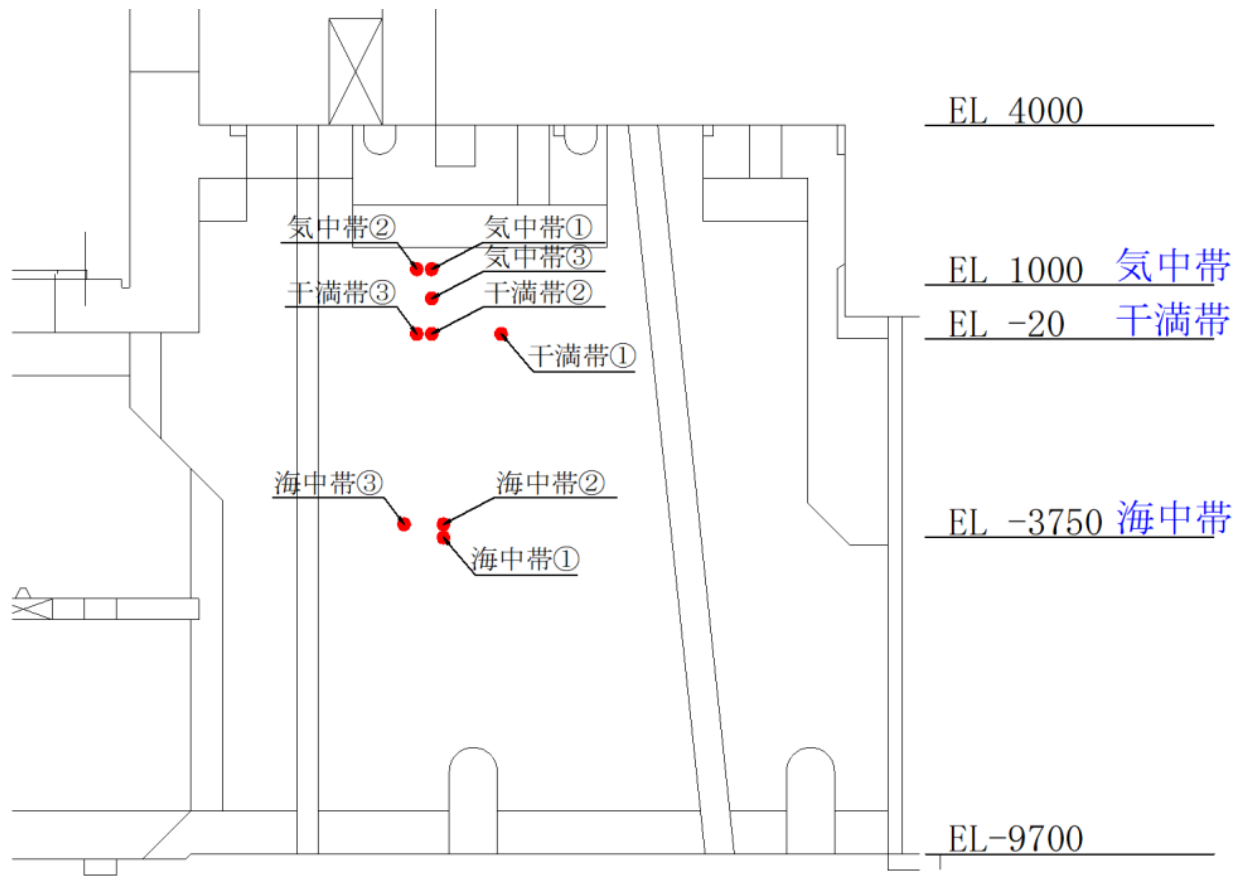 EL 4000
気中帯② 気中帯①
気中帯③
EL 1000 気中帯
干満帯③ 干満帯②
EL -20 干満帯
干満帯①
海中帯③ 海中帯②
EL -3750 海中帯
海中帯①
EL-9700